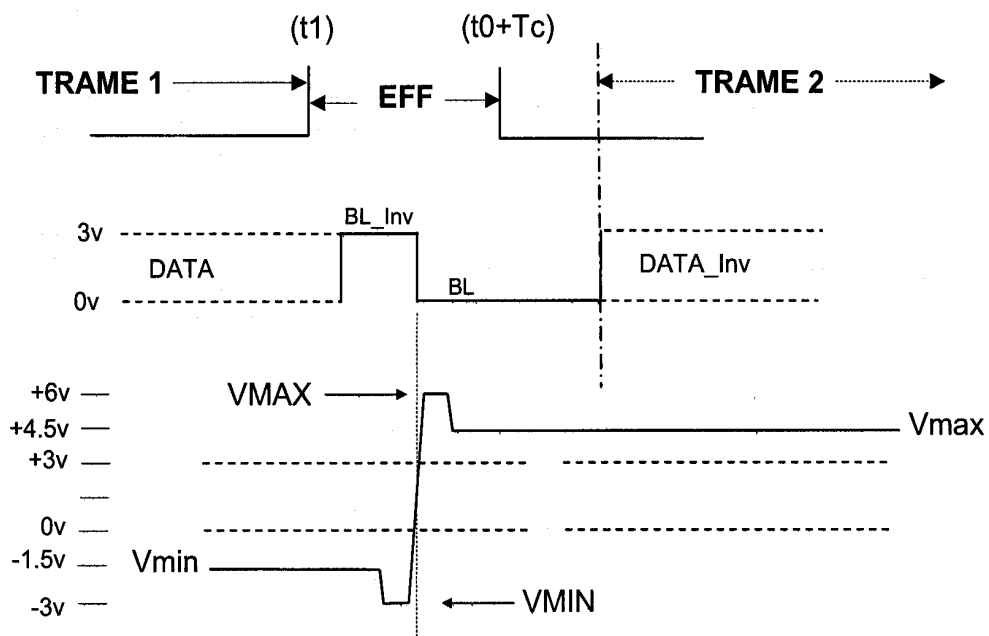 (t1) (t0+Tc)
TRAME 1 EFF TRAME 2
BL_Inv
3v
DATA DATA_Inv
BL
0v
+6v VMAX
+4.5v Vmax
+3v
0v
-1.5v Vmin
-3v VMIN